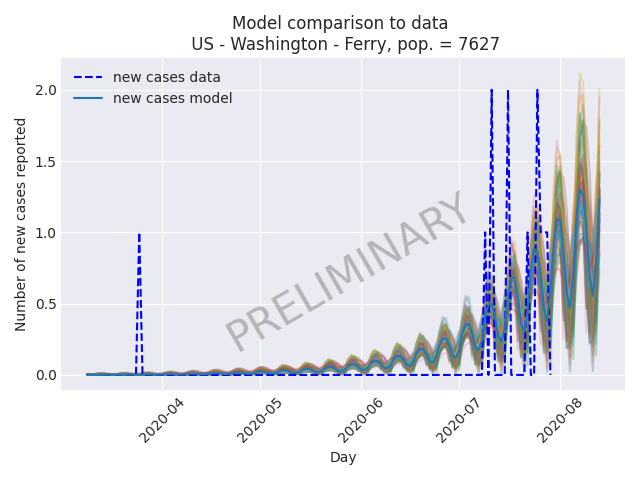 Model comparison to data
US - Washington - Ferry, pop. = 7627
new cases data
new cases model
PRELIMINARY
Number of new cases reported
2.0
1.5
1.0
0.5
0.0
2020-04
2020-05
2020-06
2020-07
2020-08
Day